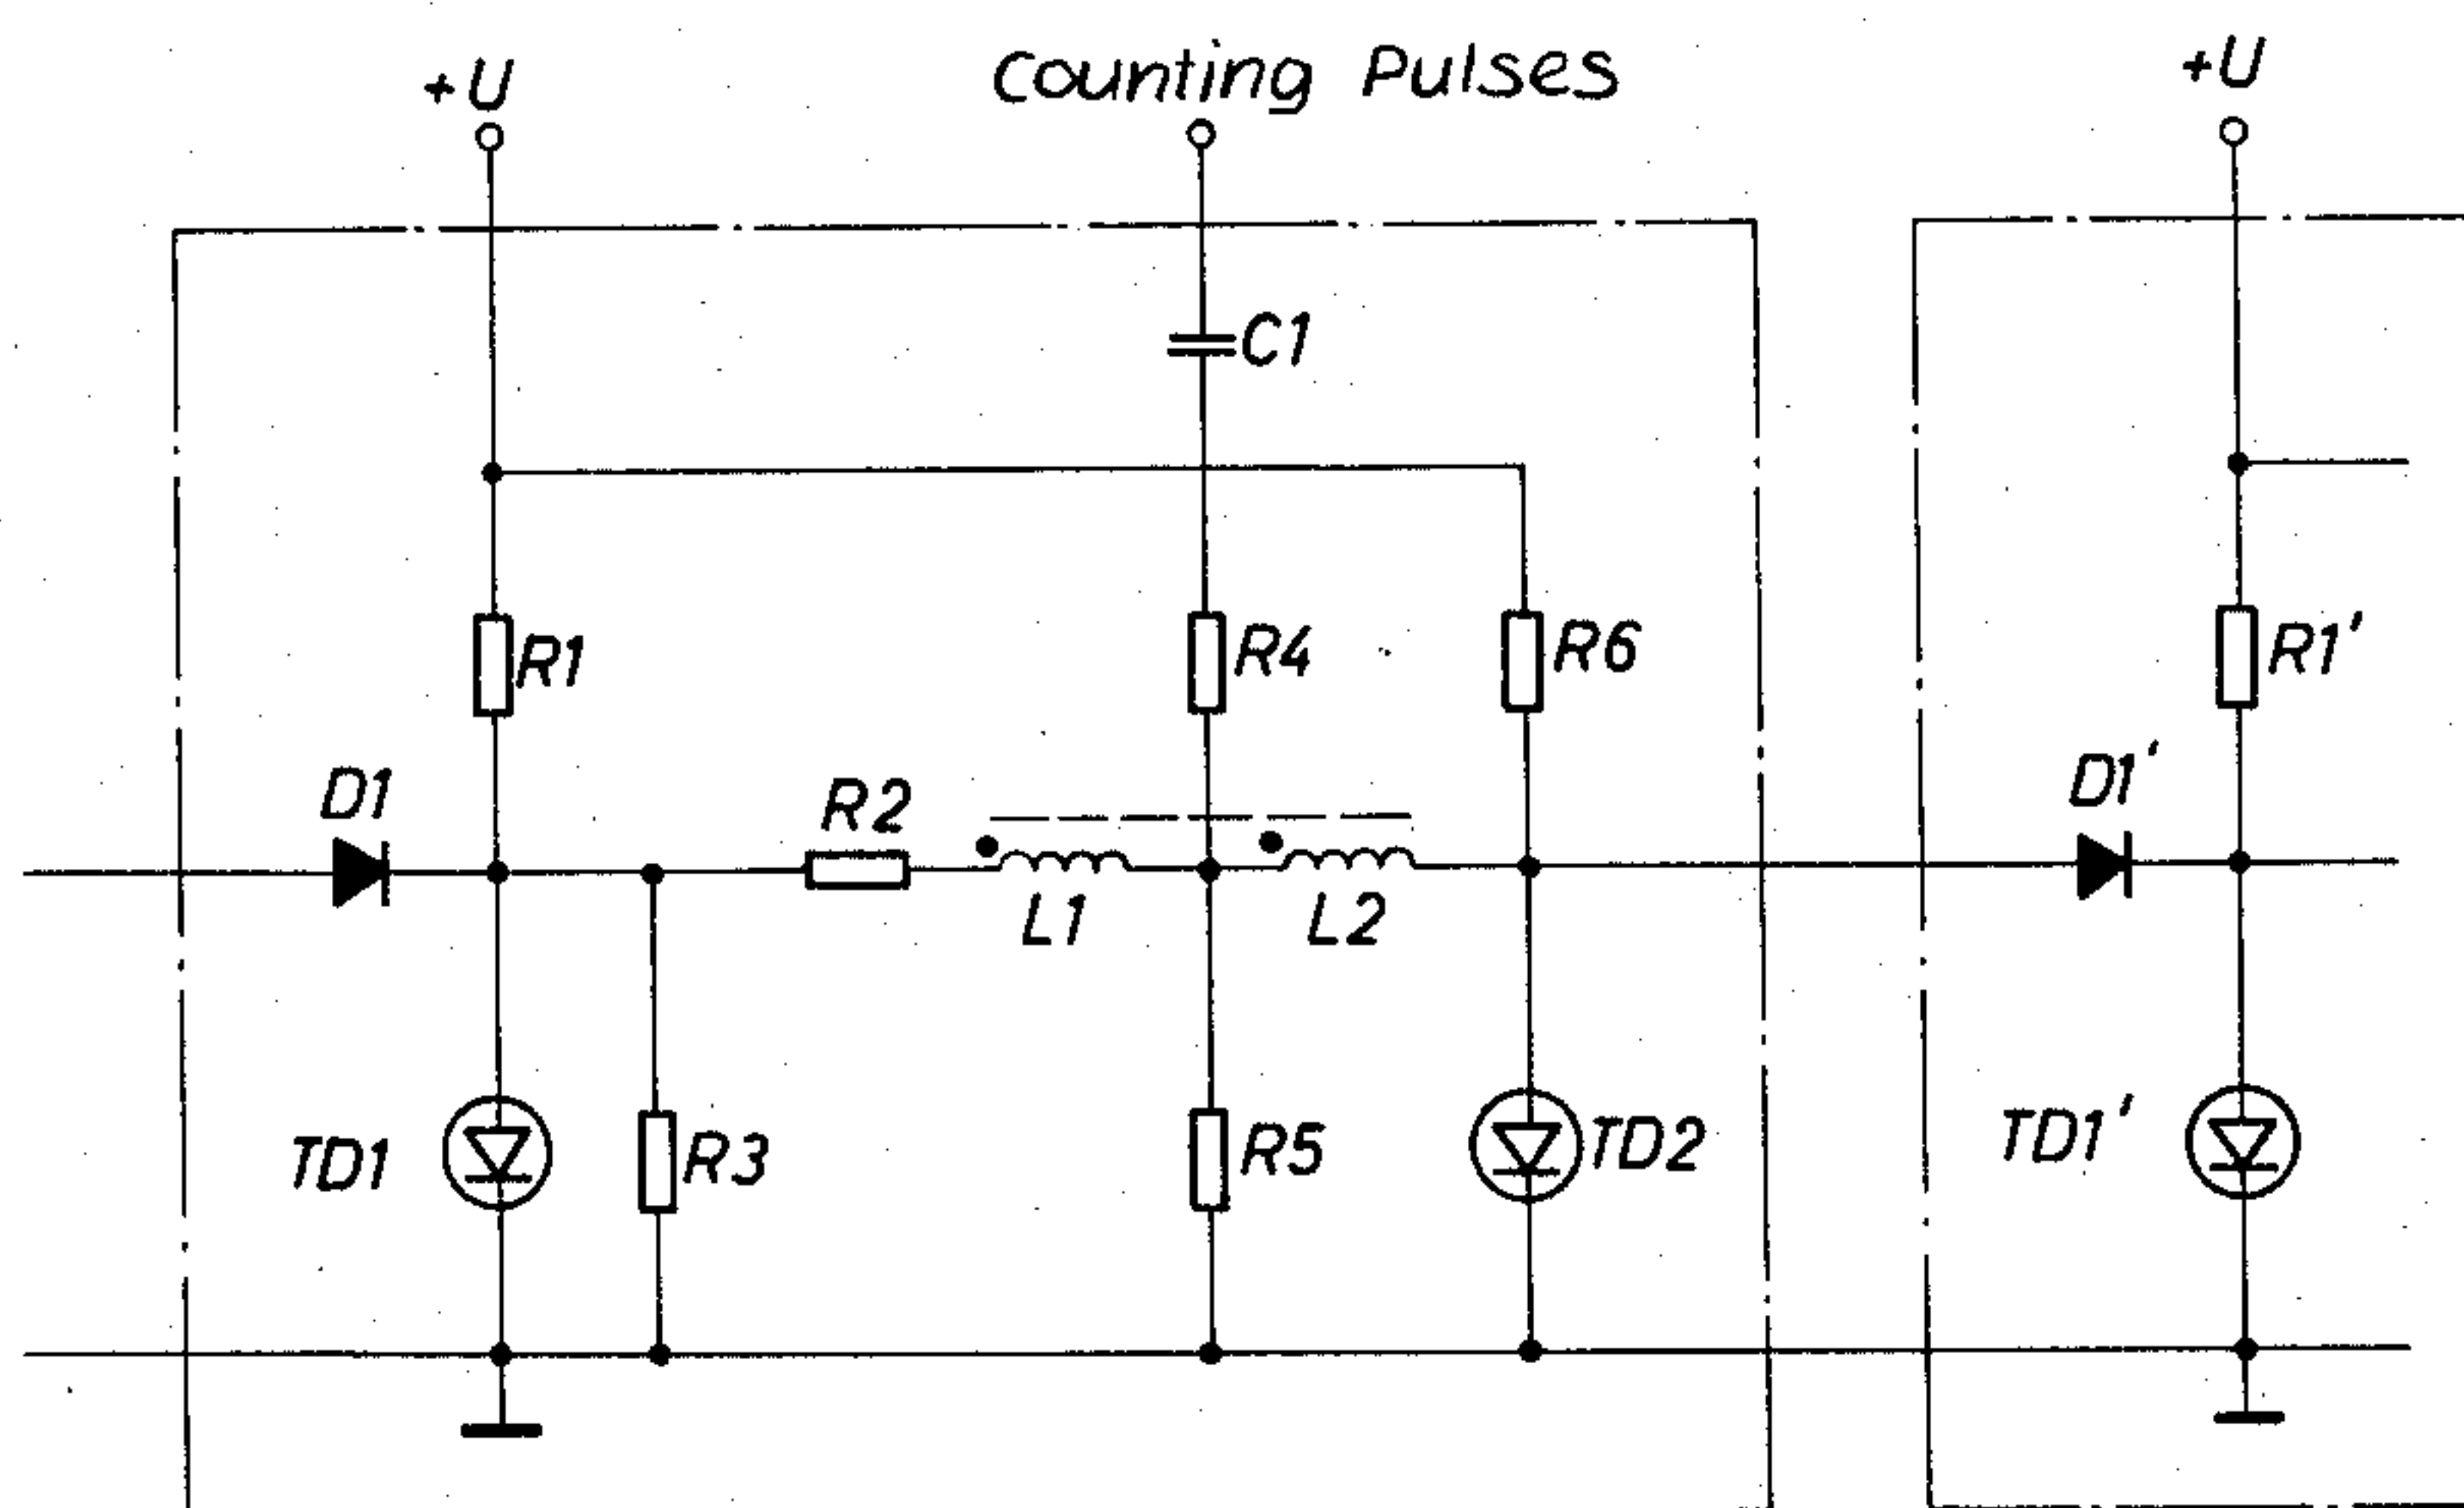 +U
Counting Pulses
+U
C1
R1
R4
R6
R1'
D1
R2
D1'
L1
L2
TD1
R3
R5
TD2
TD1'